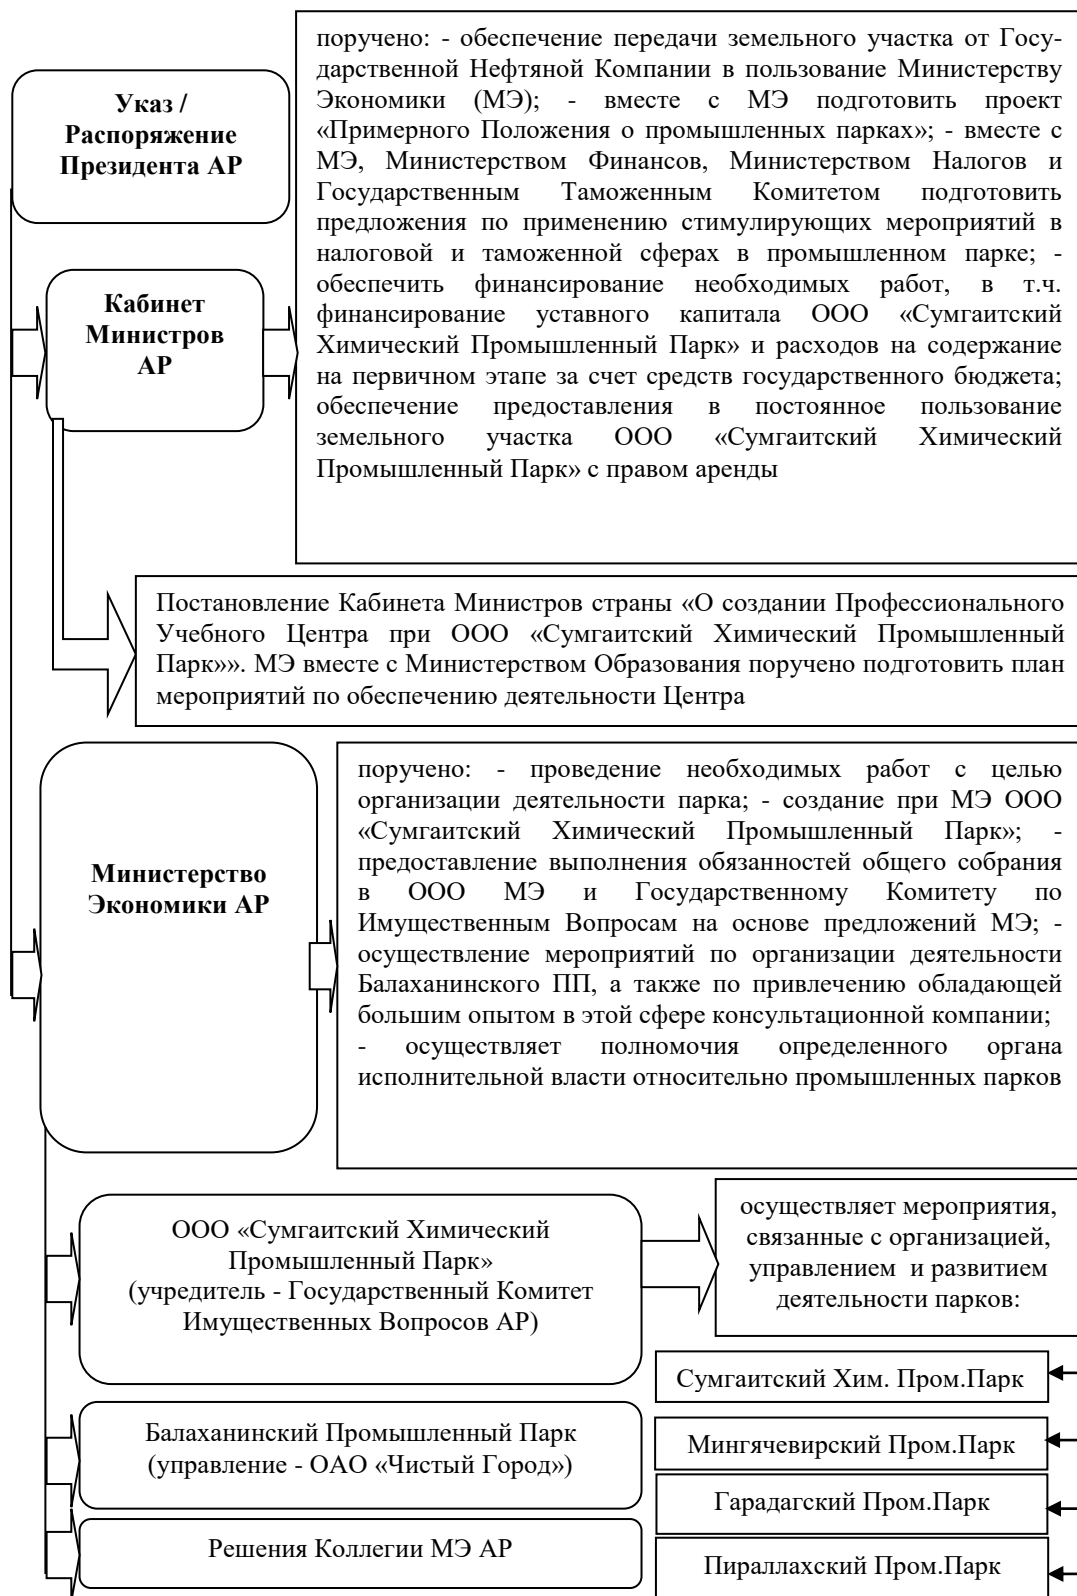 Указ /
Распоряжение
Президента АР
поручено: - обеспечение передачи земельного участка от Госу-
дарственной Нефтяной Компании в пользование Министерству
Экономики (МЭ); - вместе с МЭ подготовить проект
«Примерного Положения о промышленных парках»; - вместе с
МЭ, Министерством Финансов, Министерством Налогов и
Государственным Таможенным Комитетом подготовить
предложения по применению стимулирующих мероприятий в
налоговой и таможенной сферах в промышленном парке; -
обеспечить финансирование необходимых работ, в т.ч.
финансирование уставного капитала ООО «Сумгаитский
Химический Промышленный Парк» и расходов на содержание
на первичном этапе за счет средств государственного бюджета;
обеспечение предоставления в постоянное пользование
земельного участка ООО «Сумгаитский Химический
Промышленный Парк» с правом аренды
Кабинет
Министров
АР
Постановление Кабинета Министров страны «О создании Профессионального
Учебного Центра при ООО «Сумгаитский Химический Промышленный
Парк»». МЭ вместе с Министерством Образования поручено подготовить план
мероприятий по обеспечению деятельности Центра
Министерство
Экономики АР
поручено: - проведение необходимых работ с целью
организации деятельности парка; - создание при МЭ ООО
«Сумгаитский Химический Промышленный Парк»; -
предоставление выполнения обязанностей общего собрания
в ООО МЭ и Государственному Комитету по
Имущественным Вопросам на основе предложений МЭ; -
осуществление мероприятий по организации деятельности
Балаханинского ПП, а также по привлечению обладающей
большим опытом в этой сфере консультационной компании;
- осуществляет полномочия определенного органа
исполнительной власти относительно промышленных парков
ООО «Сумгаитский Химический
Промышленный Парк»
(учредитель - Государственный Комитет
Имущественных Вопросов АР)
осуществляет мероприятия,
связанные с организацией,
управлением и развитием
деятельности парков:
Сумгаитский Хим. Пром.Парк
Балаханинский Промышленный Парк
(управление - ОАО «Чистый Город»)
Мингячевирский Пром.Парк
Гарадагский Пром.Парк
Решения Коллегии МЭ АР
Пираллахский Пром.Парк